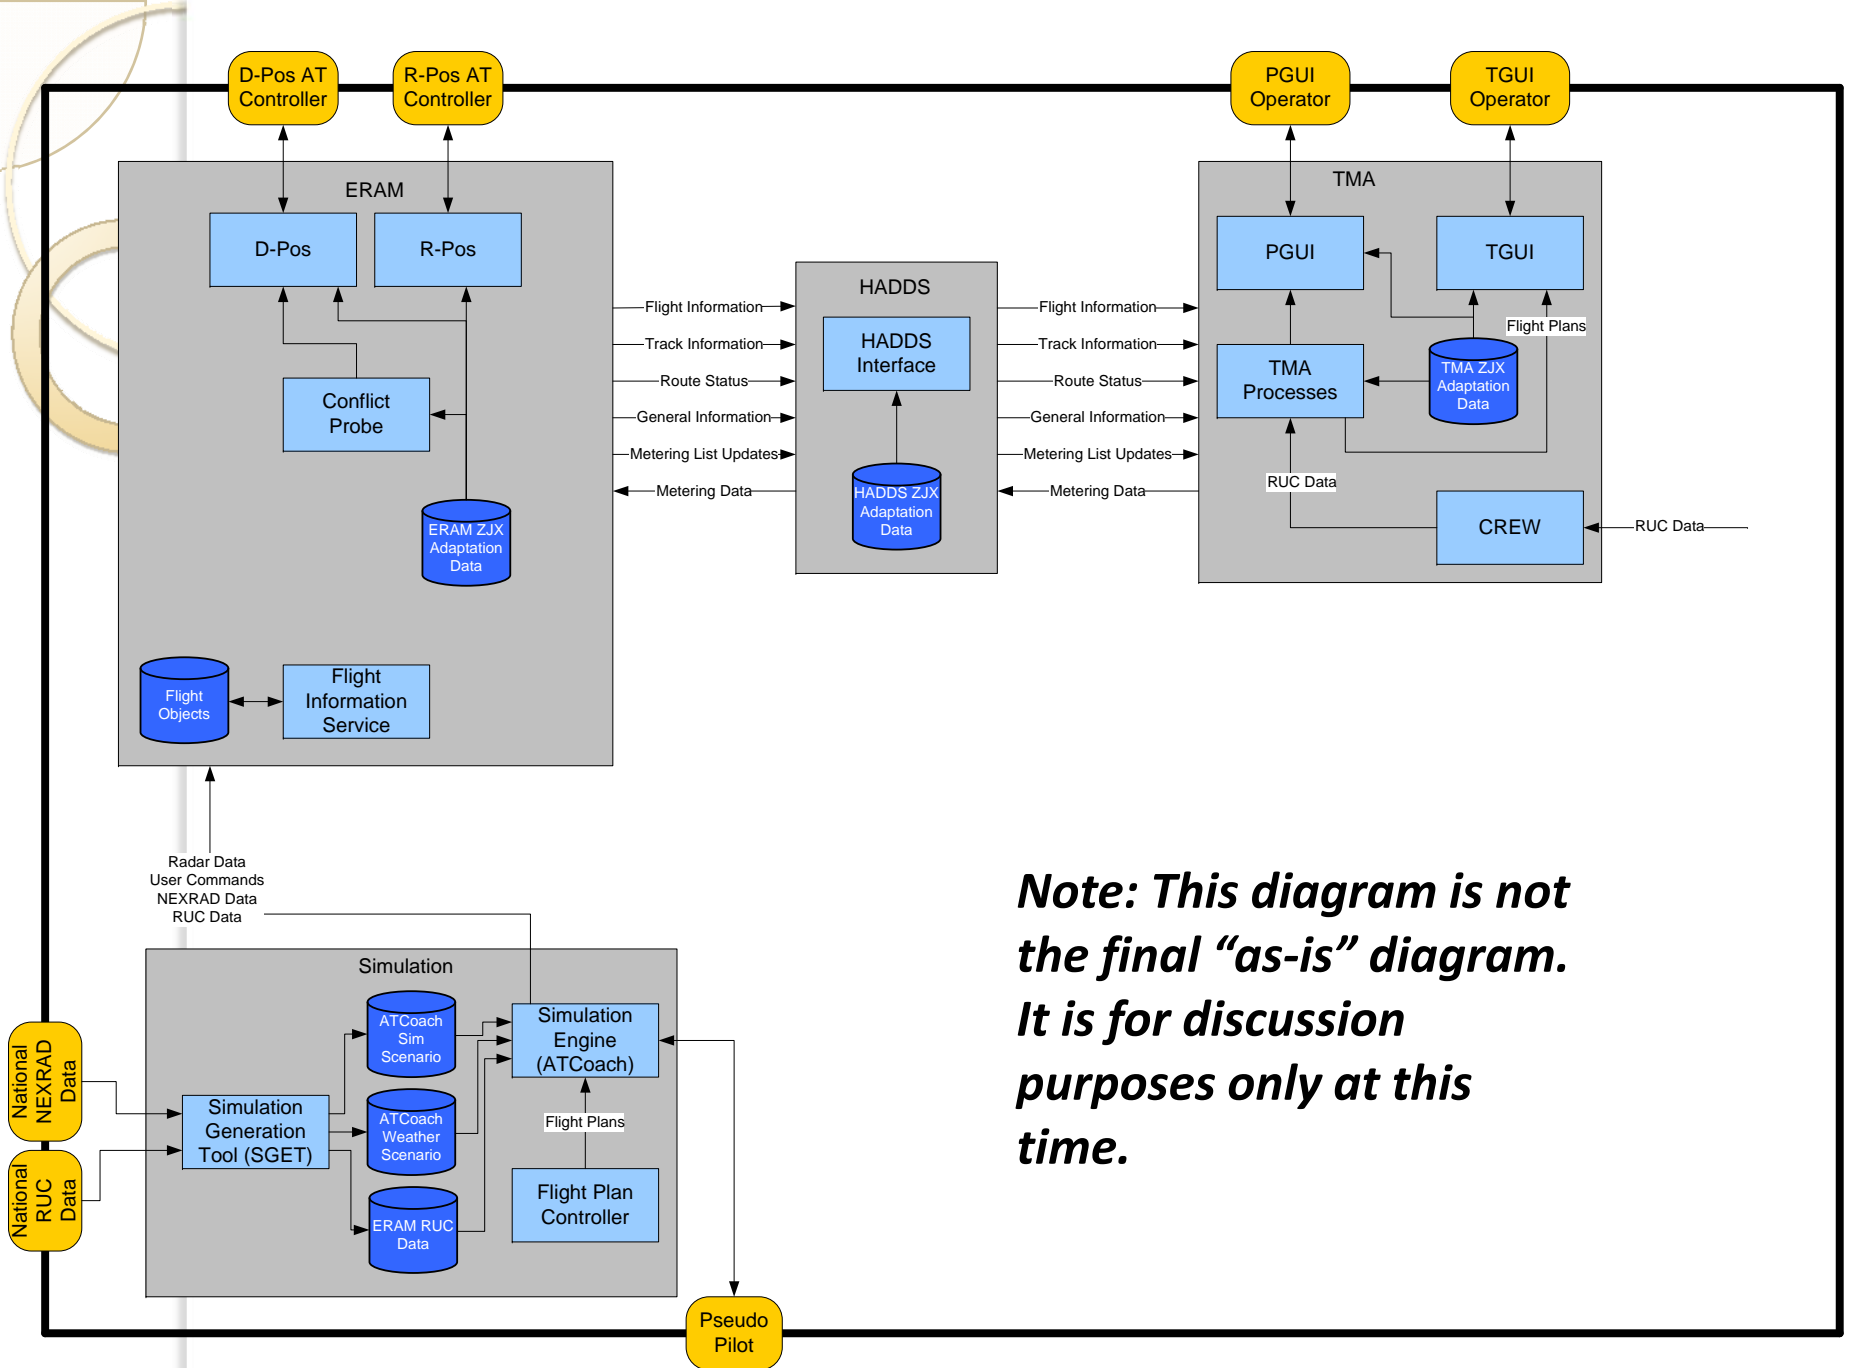 D-Pos AT
Controller
R-Pos AT
Controller
PGUI
Operator
TGUI
Operator
ERAM
D-Pos
R-Pos
Conflict
Probe
ERAM ZJX
Adaptation
Data
Flight
Objects
Flight
Information
Service
Flight Information
Track Information
Route Status
General Information
Metering List Updates
Metering Data
HADDS
HADDS
Interface
HADDS ZJX
Adaptation
Data
Flight Information
Track Information
Route Status
General Information
Metering List Updates
Metering Data
TMA
PGUI
TGUI
Flight Plans
TMA
Processes
TMA ZJX
Adaptation
Data
RUC Data
CREW
RUC Data
Radar Data
User Commands
NEXRAD Data
RUC Data
Simulation
National
NEXRAD
Data
National
RUC
Data
Simulation
Generation
Tool (SGET)
ATCoach
Sim
Scenario
ATCoach
Weather
Scenario
ERAM RUC
Data
Simulation
Engine
(ATCoach)
Flight Plans
Flight Plan
Controller
Pseudo
Pilot
Note: This diagram is not
the final “as-is” diagram.
It is for discussion
purposes only at this
time.